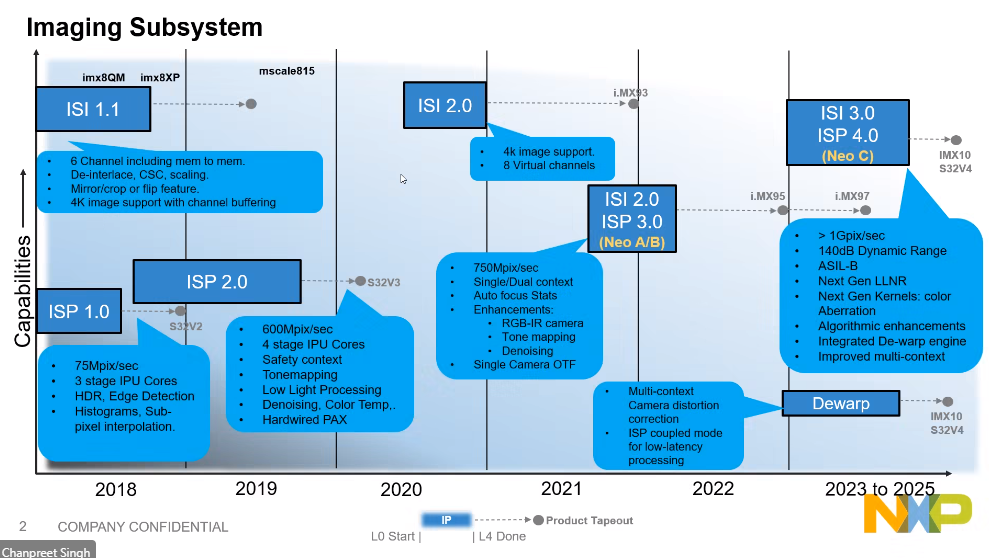 Imaging Subsystem
imx8QM
imx8XP
mscale815
ISI 1.1
ISI 2.0
i.MX93
ISI 3.0
ISP 4.0
(Neo C)
IMX10
S32V4
• 6 Channel including mem to mem.
• De-interlace, CSC, scaling.
• Mirror/crop or flip feature.
• 4K image support with channel buffering
• 4k image support.
• 8 Virtual channels
ISI 2.0
ISP 3.0
(Neo A/B)
i.MX95
i.MX97
• > 1Gpix/sec
• 140dB Dynamic Range
• ASIL-B
• Next Gen LLNR
• Next Gen Kernels: color
Aberration
• Algorithmic enhancements
• Integrated De-warp engine
• Improved multi-context
Capabilities
ISP 1.0
S32V2
ISP 2.0
S32V3
• 750Mpix/sec
• Single/Dual context
• Auto focus Stats
• Enhancements:
• RGB-IR camera
• Tone mapping
• Denoising
• Single Camera OTF
• 75Mpix/sec
• 3 stage IPU Cores
• HDR, Edge Detection
• Histograms, Sub-
pixel interpolation.
• 600Mpix/sec
• 4 stage IPU Cores
• Safety context
• Tonemapping
• Low Light Processing
• Denoising, Color Temp,.
• Hardwired PAX
• Multi-context
Camera distortion
correction
• ISP coupled mode
for low-latency
processing
Dewarp
IMX10
S32V4
2018
2019
2020
2021
2022
2023 to 2025
2
COMPANY CONFIDENTIAL
IP
Product Tapeout
L0 Start |
| L4 Done
NXP
Chanpreet Singh